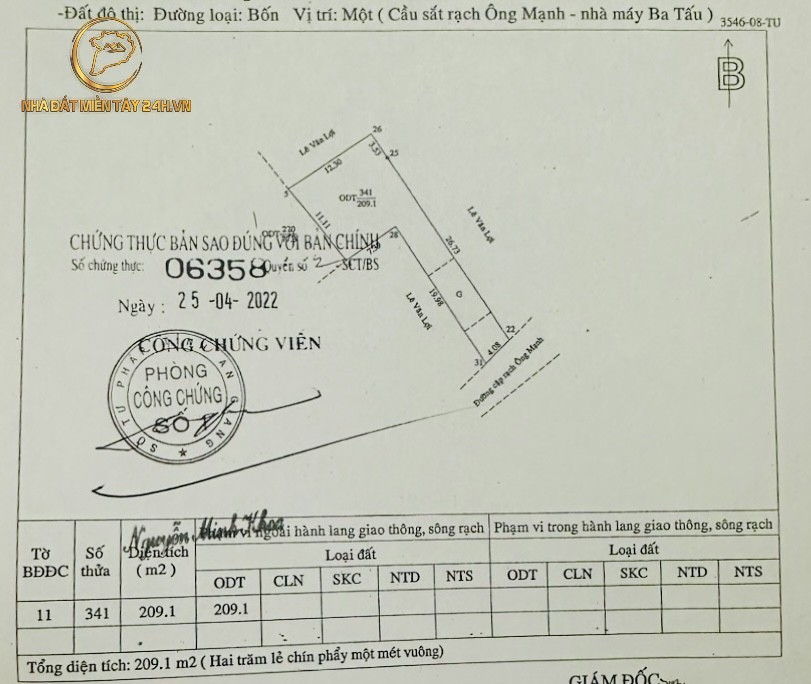 -Đất đô thị: Đường loại: Bốn Vị trí: Một ( Cầu sắt rạch Ông Mạnh - nhà máy Ba Tấu )
3546-08-TU
NHÀ ĐẤT MIỀN TÂY 24H.VN
B
26
Lê Văn Lợi
3.53
25
12.30
5
ODT 341
209.1
Lê Văn Lợi
11.11
28
26.73
CHỨNG THỰC BẢN SAO ĐÚNG VỚI BẢN CHÍNH
Số chứng thực: 06358 Quyển số 2 -SCT/BS
19.98
Lê Văn Lợi
Ngày : 25 -04- 2022
22
4.08
31
Đường cặp rạch Ông Mạnh
CÔNG CHỨNG VIÊN
PHÒNG
CÔNG CHỨNG
SỐ
SỞ TƯ PHÁP AN GIANG
Nguyễn Minh Khoa
Tờ BĐĐC
Số thửa
Diện tích ( m2 )
Phạm vi ngoài hành lang giao thông, sông rạch
Phạm vi trong hành lang giao thông, sông rạch
Loại đất
Loại đất
ODT CLN SKC NTD NTS ODT CLN SKC NTD NTS
11 341 209.1 209.1
Tổng diện tích: 209.1 m2 ( Hai trăm lẻ chín phẩy một mét vuông)
GIÁM ĐỐC